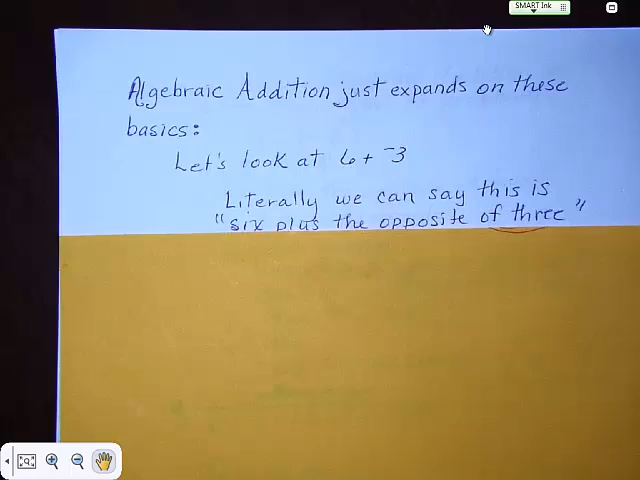 SMART Ink
Algebraic Addition just expands on these
basics:
Let's look at 6 + ⁻3
Literally we can say this is
"six plus the opposite of three"